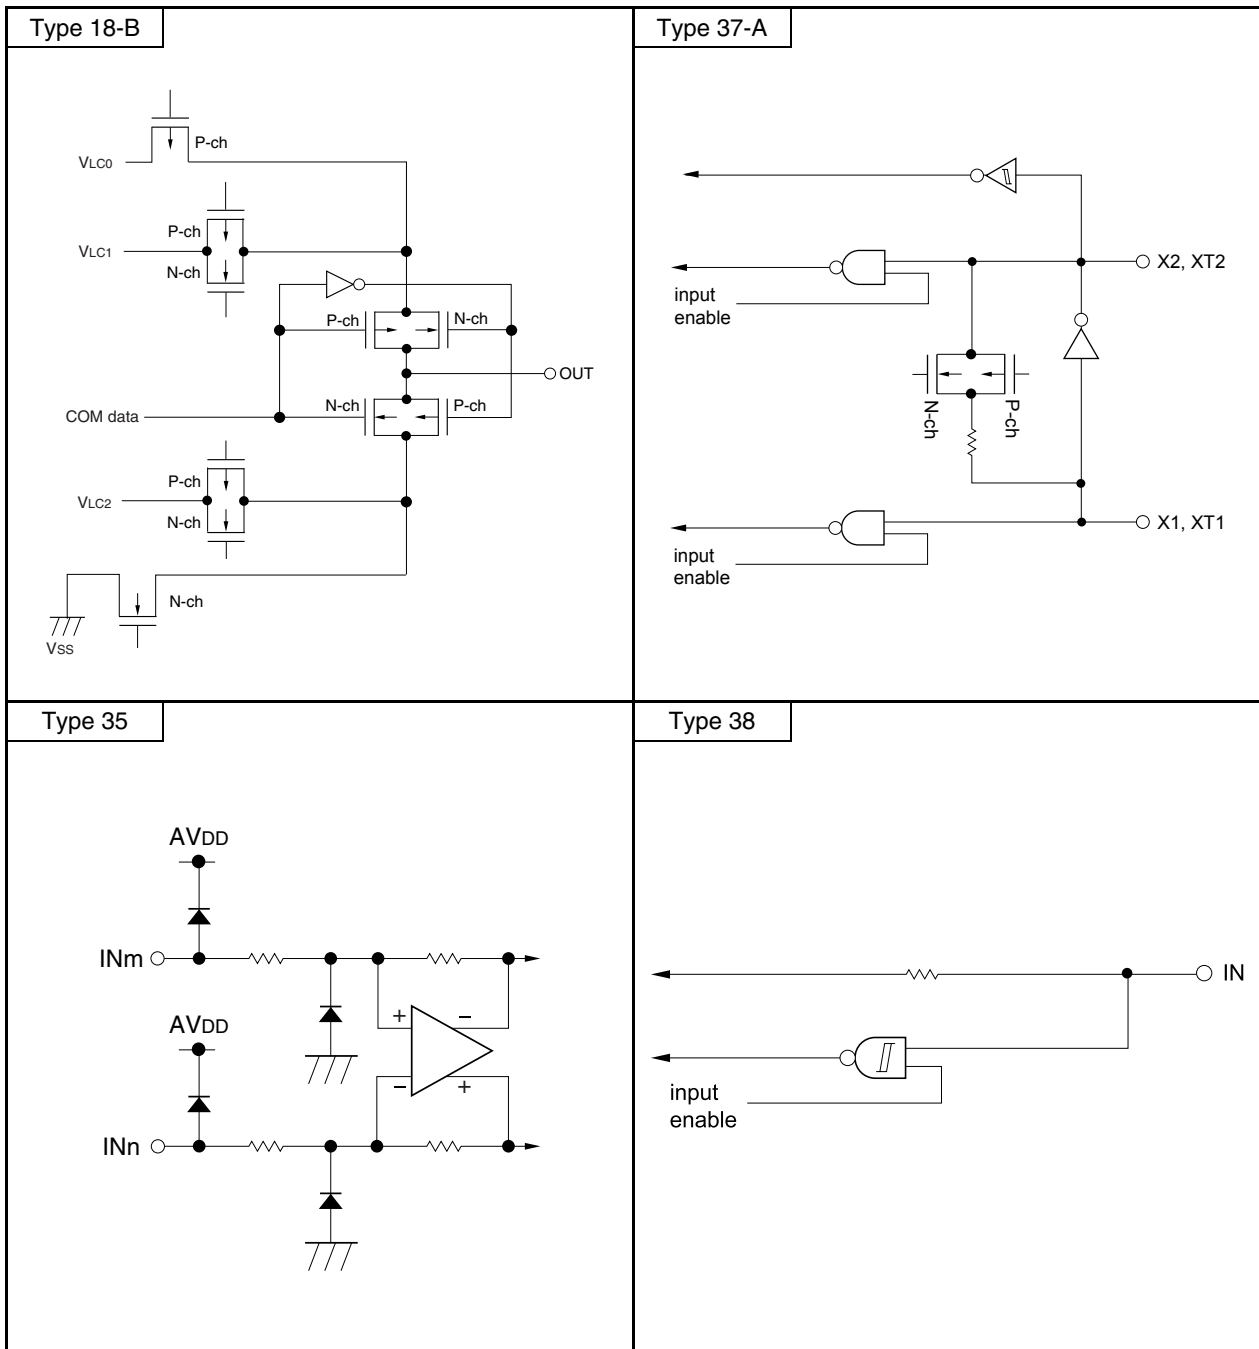 Type 18-B
P-ch
VLC0
P-ch
VLC1
N-ch
P-ch
N-ch
OUT
N-ch
P-ch
COM data
P-ch
VLC2
N-ch
N-ch
VSS
Type 37-A
X2, XT2
input
enable
N-ch
P-ch
X1, XT1
input
enable
Type 35
AVDD
INm
+
−
AVDD
−
+
INn
Type 38
IN
input
enable